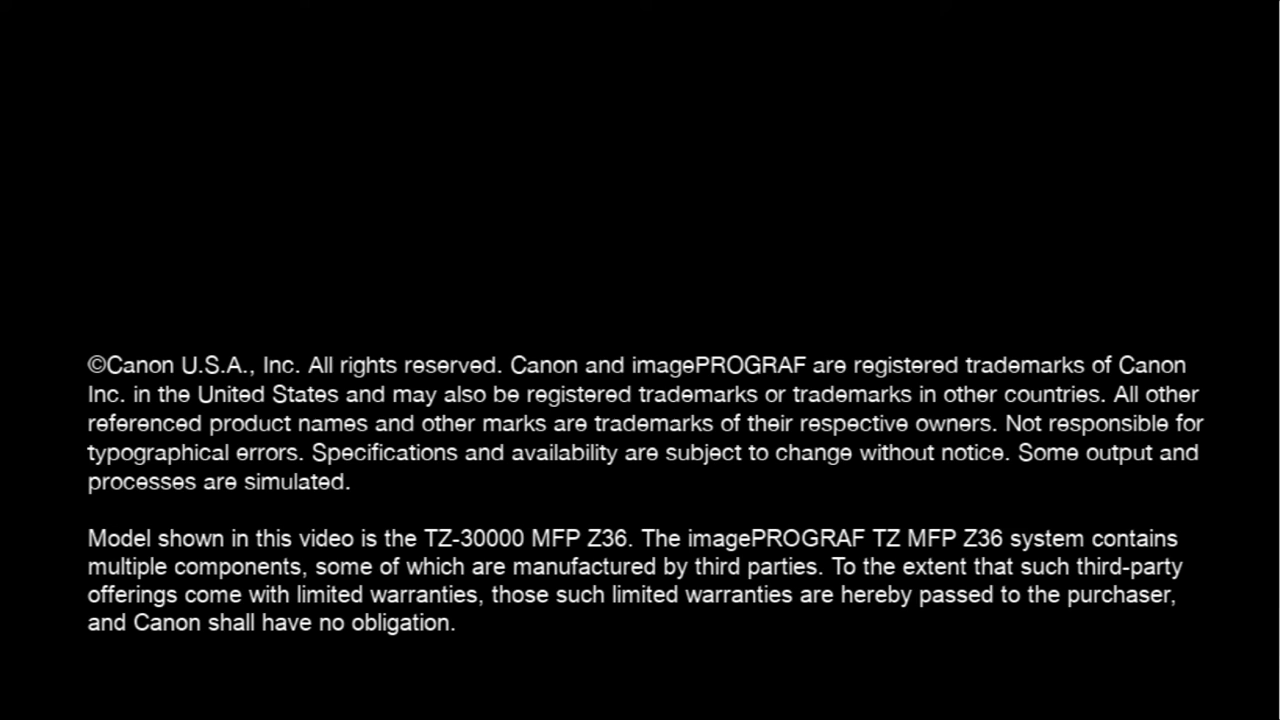 ©Canon U.S.A., Inc. All rights reserved. Canon and imagePROGRAF are registered trademarks of Canon
Inc. in the United States and may also be registered trademarks or trademarks in other countries. All other
referenced product names and other marks are trademarks of their respective owners. Not responsible for
typographical errors. Specifications and availability are subject to change without notice. Some output and
processes are simulated.
Model shown in this video is the TZ-30000 MFP Z36. The imagePROGRAF TZ MFP Z36 system contains
multiple components, some of which are manufactured by third parties. To the extent that such third-party
offerings come with limited warranties, those such limited warranties are hereby passed to the purchaser,
and Canon shall have no obligation.